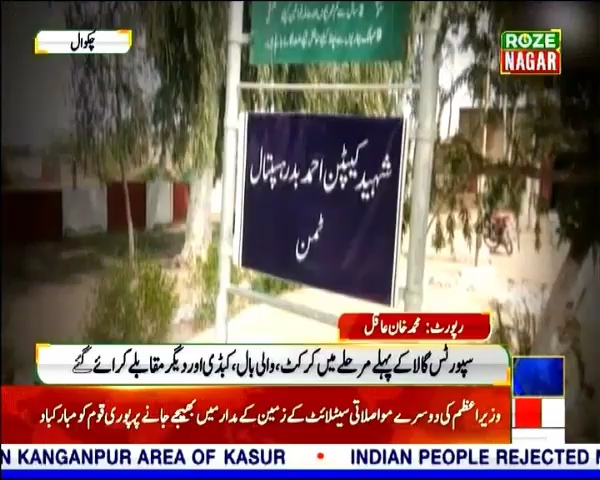 چکوال
ROZE
NAGAR
شہید کیپٹن احمد بدر ہسپتال
ٹمن
رپورٹ: محمد خان عاقل
سپورٹس گالا کے پہلے مرحلے میں کرکٹ، والی بال، کبڈی اور دیگر مقابلے کرائے گئے
وزیراعظم کی دوسرے مواصلاتی سیٹلائٹ کے زمین کے مدار میں بھیجے جانے پر پوری قوم کو مبارکباد
N KANGANPUR AREA OF KASUR • INDIAN PEOPLE REJECTED M